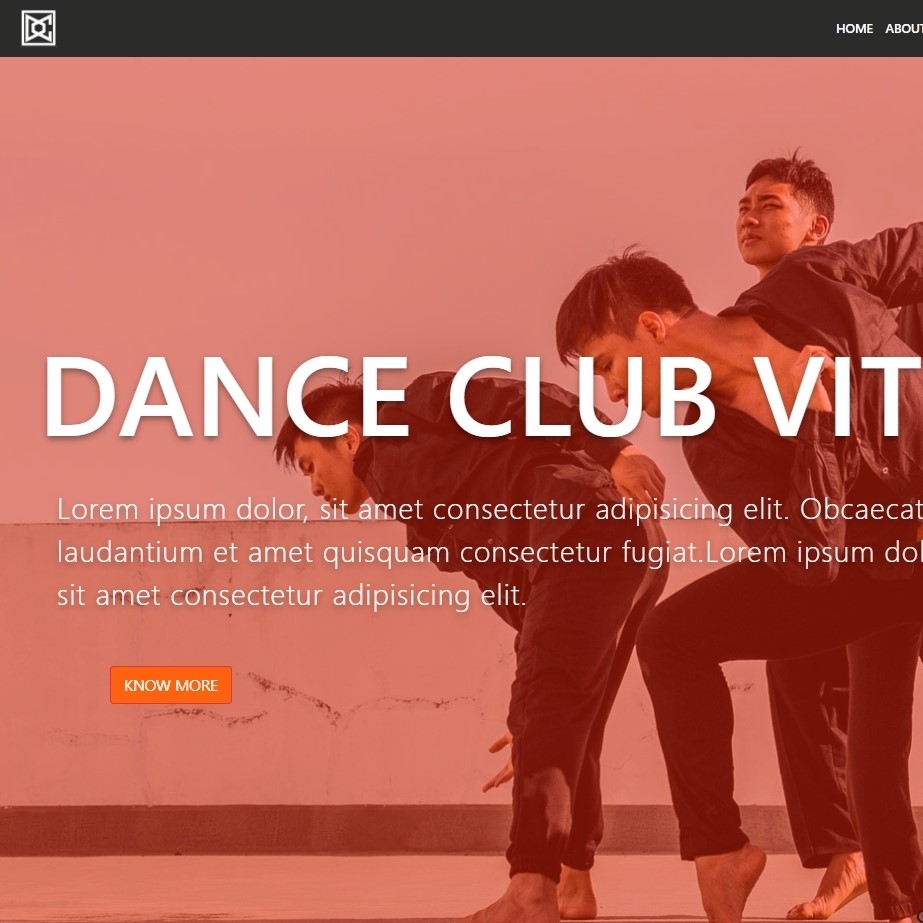 HOME ABOUT
DANCE CLUB VIT
Lorem ipsum dolor, sit amet consectetur adipisicing elit. Obcaecat
laudantium et amet quisquam consectetur fugiat.Lorem ipsum dol
sit amet consectetur adipisicing elit.
KNOW MORE